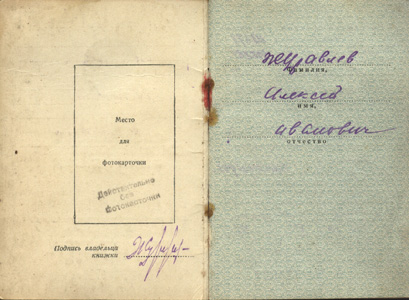 Место
для
фотокарточки
Действительно
без
фотокарточки
Подпись владельца
книжки
Журавлев
фамилия,
Алексей
имя,
Иванович
отчество